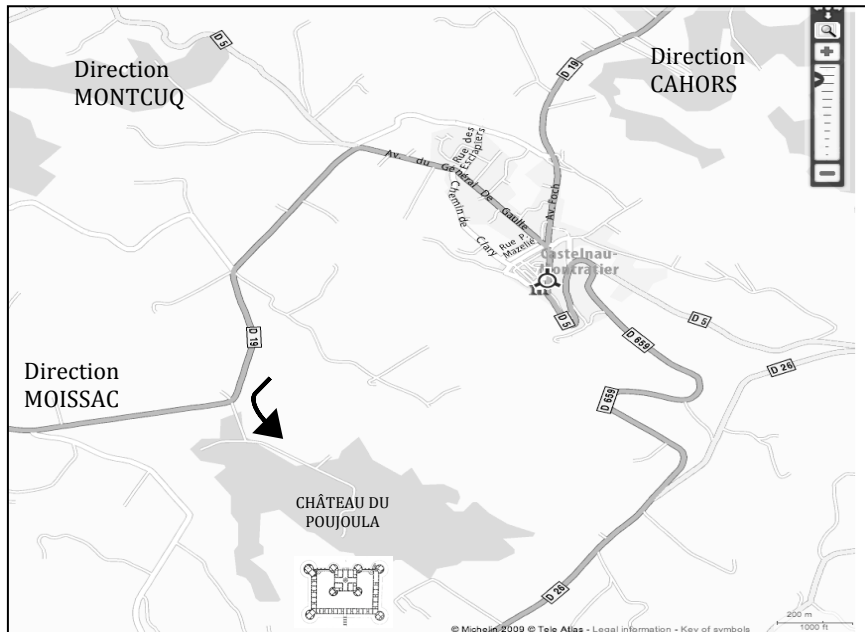 D 5
Direction
MONTCUQ
D 19
Direction
CAHORS
Rue des
Esclapiers
Av. du Général De Gaulle
Chemin de Clary
Rue P.
Mazelié
Av. Foch
Castelnau-
Montratier
D 5
D 5
D 659
D 26
D 659
D 19
Direction
MOISSAC
CHÂTEAU DU
POUJOULA
D 26
200 m
1000 ft
© Michelin 2009 © Tele Atlas - Legal information - Key of symbols